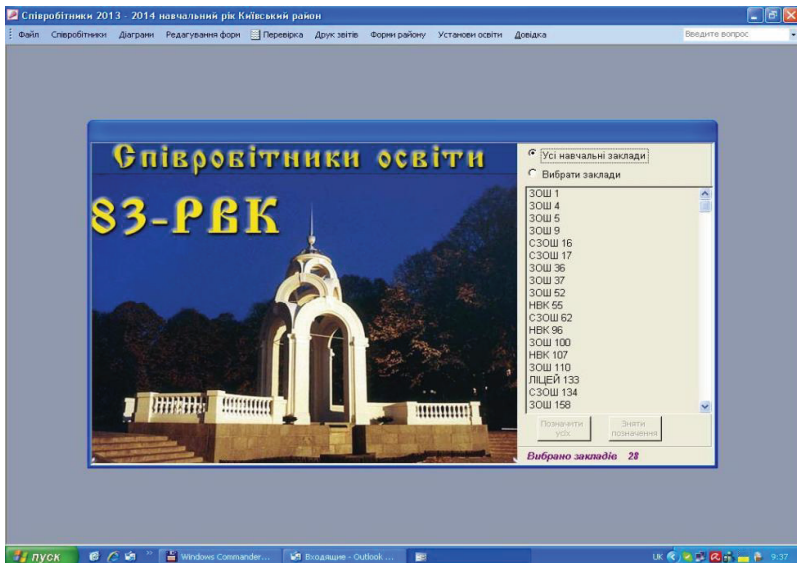 Співробітники 2013 - 2014 навчальний рік Київський район
Файл Співробітники Діаграми Редагування форм Перевірка Друк звітів Форми району Установи освіти Довідка Введите вопрос
Співробітники освіти
83-РВК
Усі навчальні заклади
Вибрати заклади
ЗОШ 1
ЗОШ 4
ЗОШ 5
ЗОШ 9
СЗОШ 16
СЗОШ 17
ЗОШ 36
ЗОШ 37
ЗОШ 52
НВК 55
СЗОШ 62
НВК 96
ЗОШ 100
НВК 107
ЗОШ 110
ЛІЦЕЙ 133
СЗОШ 134
ЗОШ 158
Позначити усіх
Зняти позначення
Вибрано закладів 28
пуск Windows Commander... Входящие - Outlook ... UK 9:37